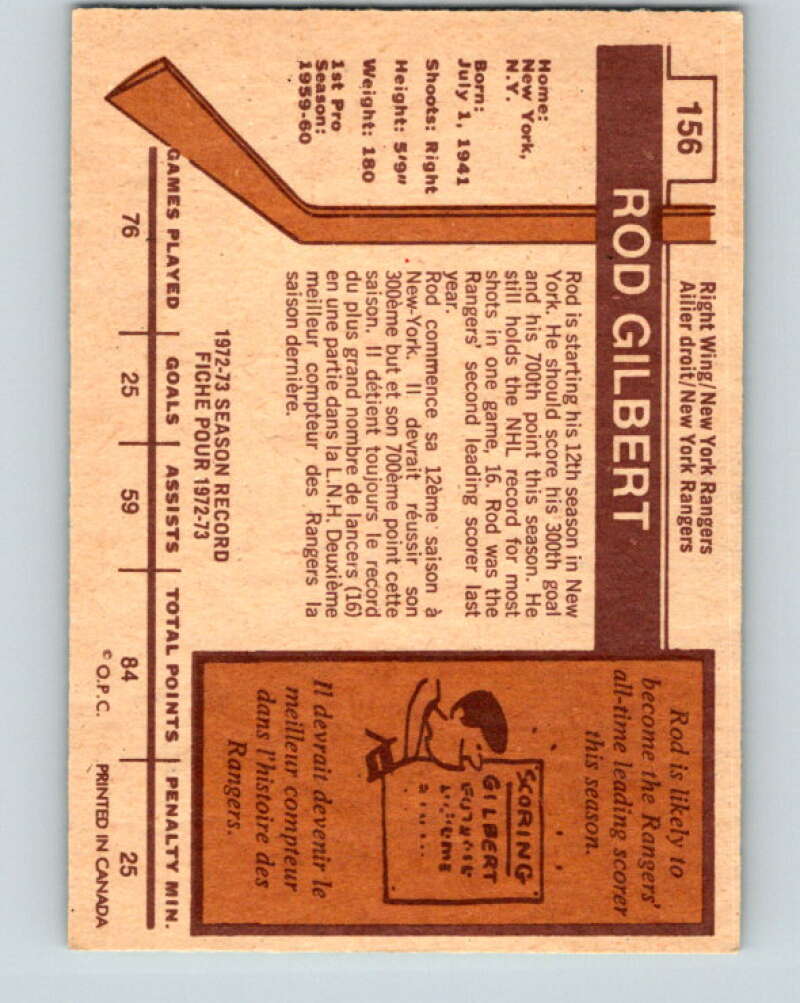 156
Right Wing/New York Rangers
Ailier droit/New York Rangers
ROD GILBERT
Home:
New York,
N.Y.
Born:
July 1, 1941
Shoots: Right
Height: 5'9"
Weight: 180
1st Pro
Season:
1959-60
Rod is starting his 12th season in New
York. He should score his 300th goal
and his 700th point this season. He
still holds the NHL record for most
shots in one game, 16. Rod was the
Rangers' second leading scorer last
year.
Rod commence sa 12ème saison à
New-York. Il devrait réussir son
300ème but et son 700ème point cette
saison. Il détient toujours le record
du plus grand nombre de lancers (16)
en une partie dans la L.N.H. Deuxième
meilleur compteur des Rangers la
saison dernière.
Rod is likely to
become the Rangers'
all-time leading scorer
this season.
SCORING
GILBERT
Il devrait devenir le
meilleur compteur
dans l'histoire des
Rangers.
1972-73 SEASON RECORD
FICHE POUR 1972-73
GAMES PLAYED GOALS ASSISTS TOTAL POINTS PENALTY MIN.
76 25 59 84 25
© O.P.C. PRINTED IN CANADA